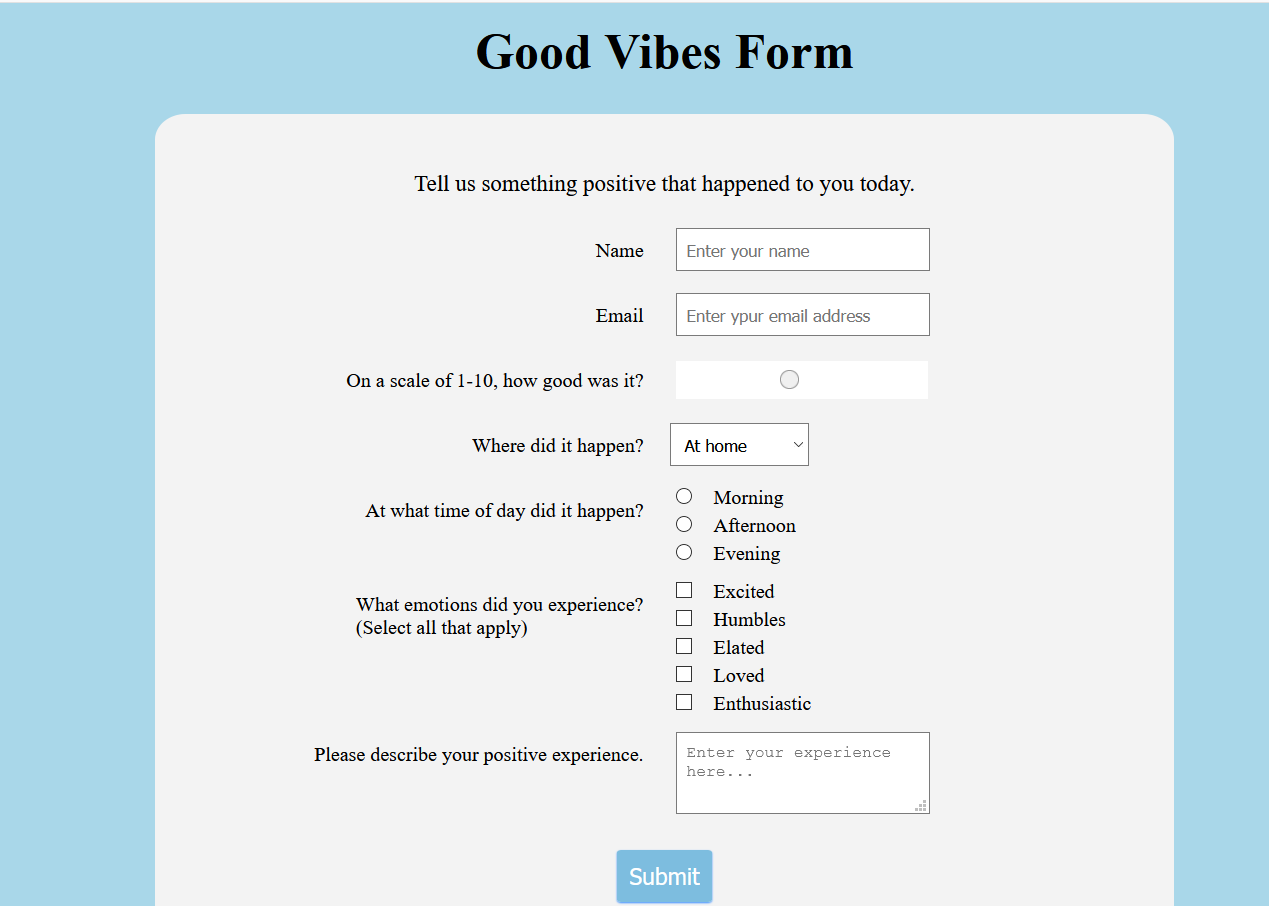 Good Vibes Form
Tell us something positive that happened to you today.
Name
Enter your name
Email
Enter ypur email address
On a scale of 1-10, how good was it?
Where did it happen?
At home
At what time of day did it happen?
Morning
Afternoon
Evening
What emotions did you experience?
(Select all that apply)
Excited
Humbles
Elated
Loved
Enthusiastic
Please describe your positive experience.
Enter your experience
here...
Submit